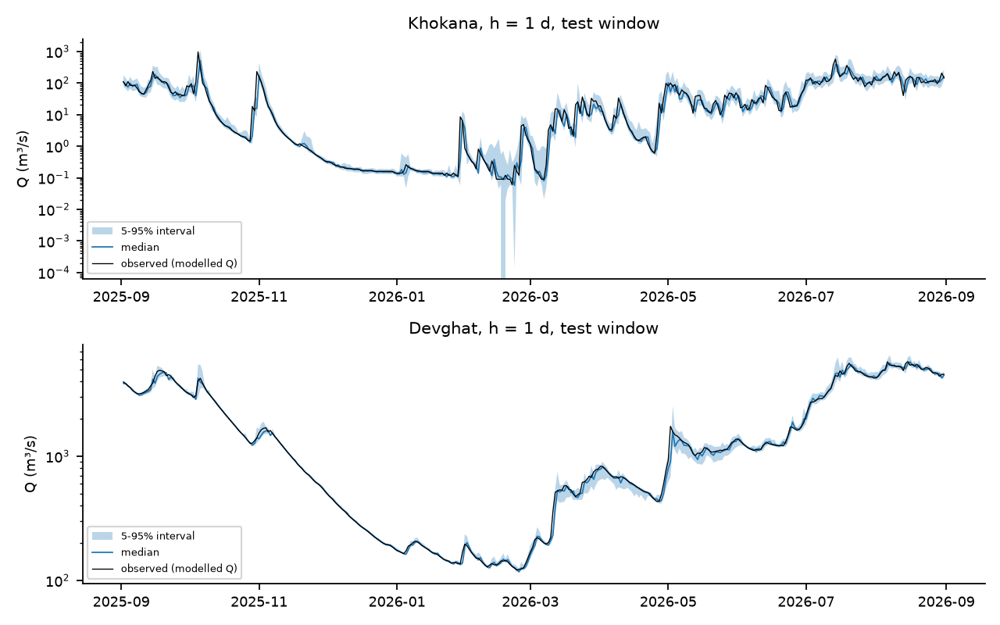 Khokana, h = 1 d, test window
Q (m³/s)
10³
10²
10¹
10⁰
10⁻¹
10⁻²
10⁻³
10⁻⁴
5-95% interval
median
observed (modelled Q)
2025-09 2025-11 2026-01 2026-03 2026-05 2026-07 2026-09
Devghat, h = 1 d, test window
Q (m³/s)
10³
10²
5-95% interval
median
observed (modelled Q)
2025-09 2025-11 2026-01 2026-03 2026-05 2026-07 2026-09